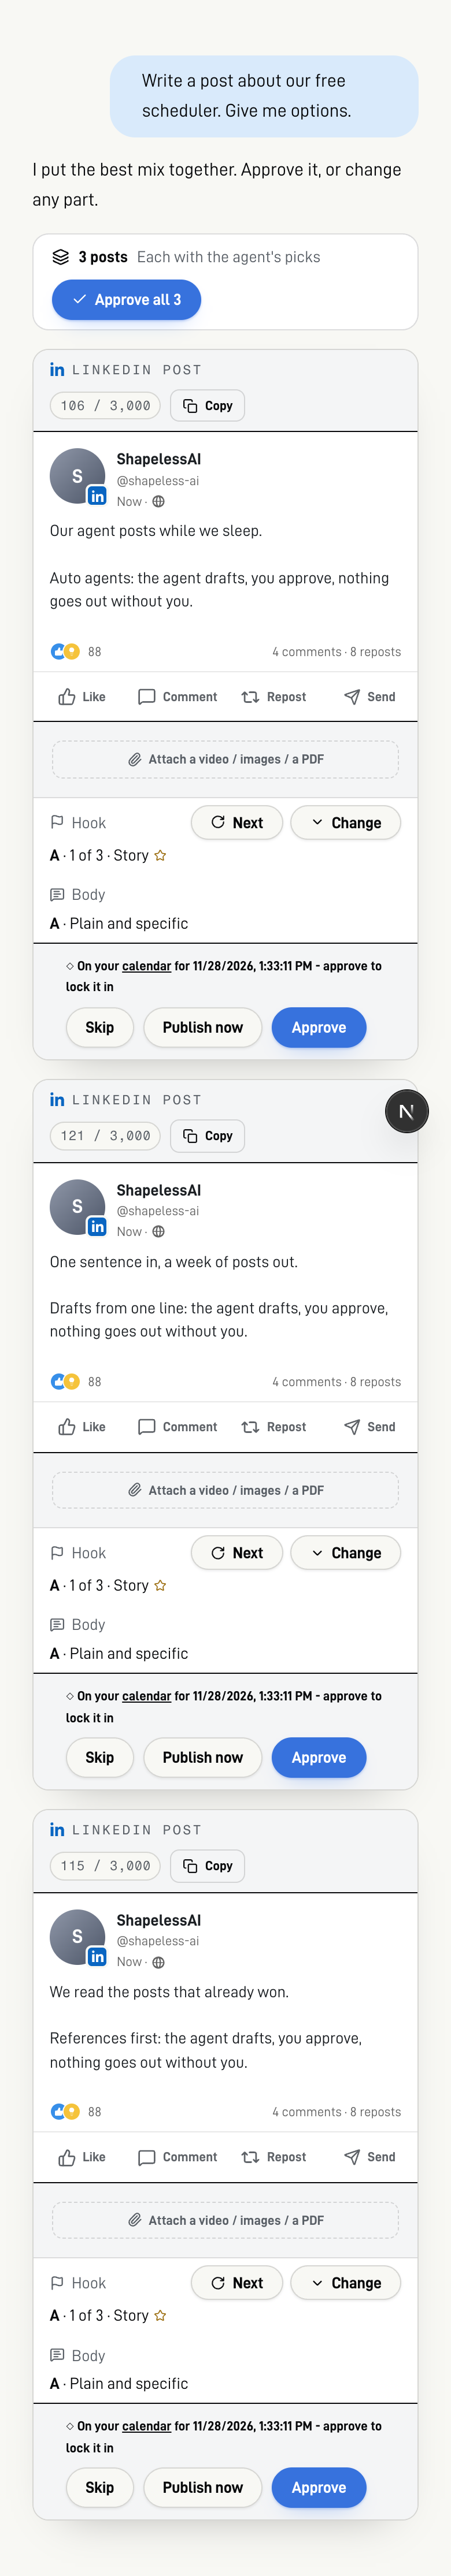 Write a post about our free
scheduler. Give me options.
I put the best mix together. Approve it, or change
any part.
3 posts Each with the agent's picks
Approve all 3
in LINKEDIN POST
106 / 3,000 Copy
S
in
ShapelessAI
@shapeless-ai
Now ·
Our agent posts while we sleep.
Auto agents: the agent drafts, you approve, nothing
goes out without you.
88 4 comments · 8 reposts
Like Comment Repost Send
Attach a video / images / a PDF
Hook Next Change
A · 1 of 3 · Story
Body
A · Plain and specific
◇ On your calendar for 11/28/2026, 1:33:11 PM - approve to
lock it in
Skip Publish now Approve
in LINKEDIN POST
N
121 / 3,000 Copy
S
in
ShapelessAI
@shapeless-ai
Now ·
One sentence in, a week of posts out.
Drafts from one line: the agent drafts, you approve,
nothing goes out without you.
88 4 comments · 8 reposts
Like Comment Repost Send
Attach a video / images / a PDF
Hook Next Change
A · 1 of 3 · Story
Body
A · Plain and specific
◇ On your calendar for 11/28/2026, 1:33:11 PM - approve to
lock it in
Skip Publish now Approve
in LINKEDIN POST
115 / 3,000 Copy
S
in
ShapelessAI
@shapeless-ai
Now ·
We read the posts that already won.
References first: the agent drafts, you approve,
nothing goes out without you.
88 4 comments · 8 reposts
Like Comment Repost Send
Attach a video / images / a PDF
Hook Next Change
A · 1 of 3 · Story
Body
A · Plain and specific
◇ On your calendar for 11/28/2026, 1:33:11 PM - approve to
lock it in
Skip Publish now Approve